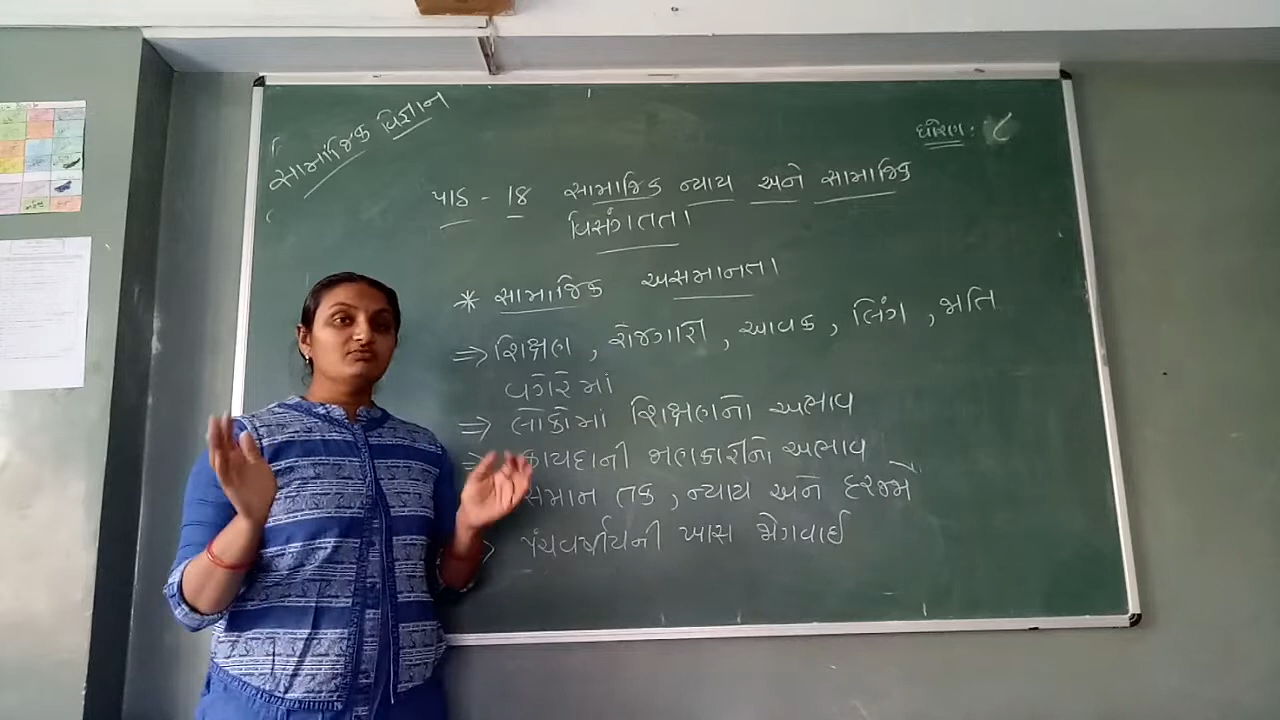 સામાજિક વિજ્ઞાન
ધોરણ : ૮
પાઠ - 18 સામાજિક ન્યાય અને સામાજિક
વિસંગતતા
* સામાજિક અસમાનતા
⇒ શિક્ષણ , રોજગારી , આવક , લિંગ , જાતિ
વગેરેમાં
⇒ લોકોમાં શિક્ષણનો અભાવ
⇒ કાયદાની જાણકારીનો અભાવ
સમાન તક , ન્યાય અને દરજ્જો
પંચવર્ષીયની ખાસ જોગવાઈ